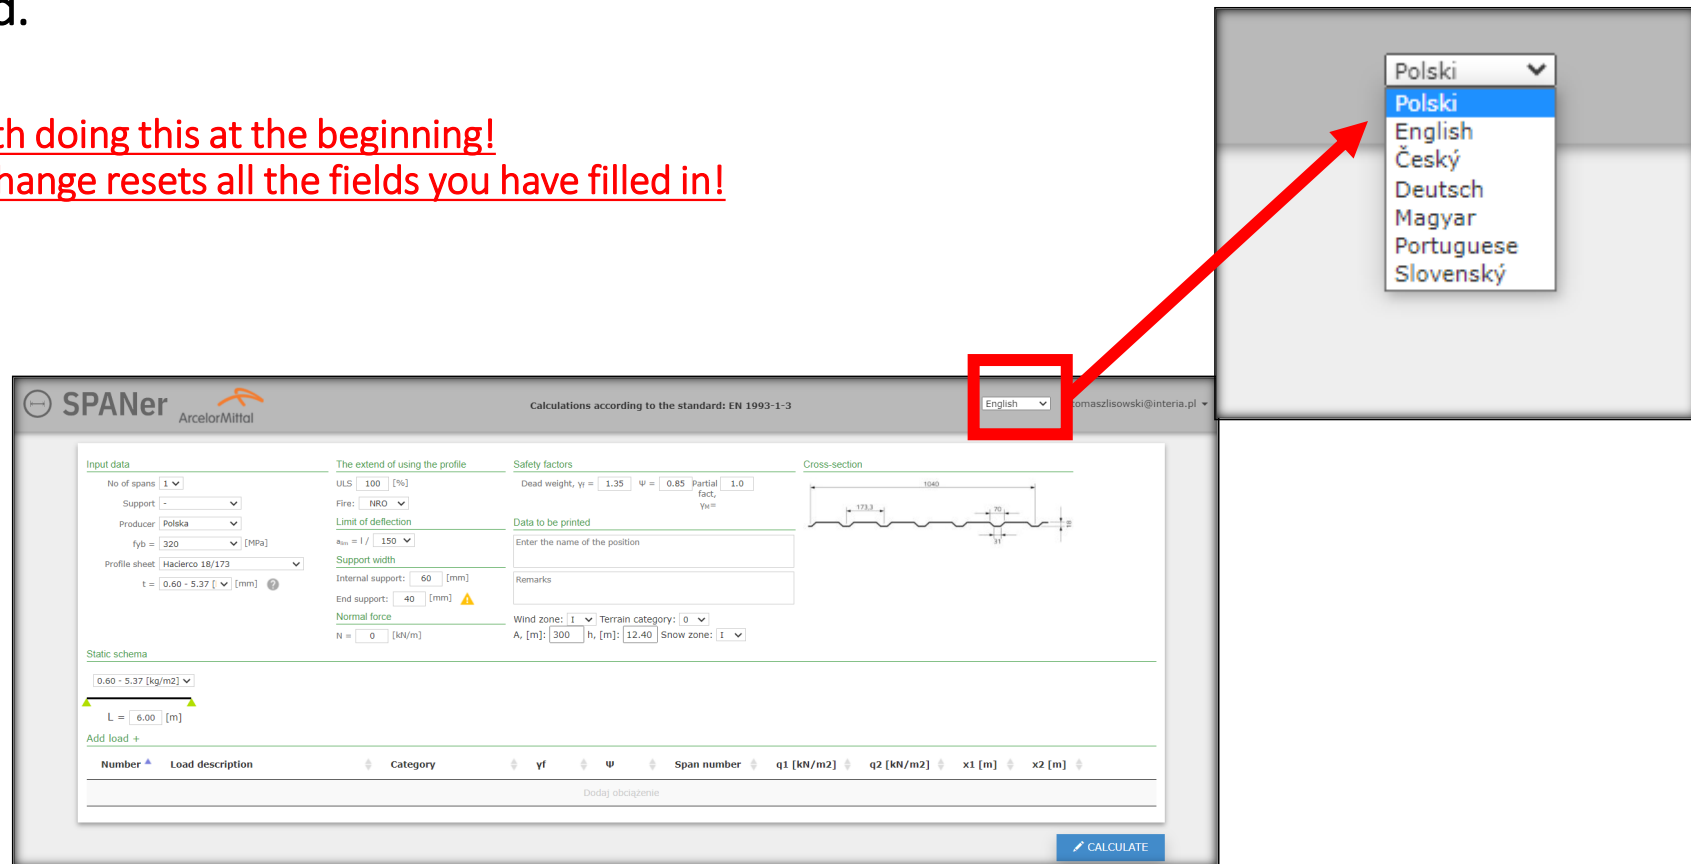 d.
th doing this at the beginning!
hange resets all the fields you have filled in!
Polski
Polski
English
Český
Deutsch
Magyar
Portuguese
Slovenský
SPANer
ArcelorMittal
Calculations according to the standard: EN 1993-1-3
English
tomaszlisowski@interia.pl
Input data
No of spans 1
Support -
Producer Polska
fyb = 320 [MPa]
Profile sheet Hacierco 18/173
t = 0.60 - 5.37 [ [mm] ?
The extend of using the profile
ULS 100 [%]
Fire: NRO
Limit of deflection
alim = l / 150
Support width
Internal support: 60 [mm]
End support: 40 [mm]
Normal force
N = 0 [kN/m]
Safety factors
Dead weight, γf = 1.35 Ψ = 0.85 Partial 1.0
fact,
γM=
Data to be printed
Enter the name of the position
Remarks
Wind zone: I Terrain category: 0
A, [m]: 300 h, [m]: 12.40 Snow zone: I
Cross-section
1040
173,3
70
18
31
Static schema
0.60 - 5.37 [kg/m2]
L = 6.00 [m]
Add load +
Number Load description Category γf Ψ Span number q1 [kN/m2] q2 [kN/m2] x1 [m] x2 [m]
Dodaj obciążenie
CALCULATE